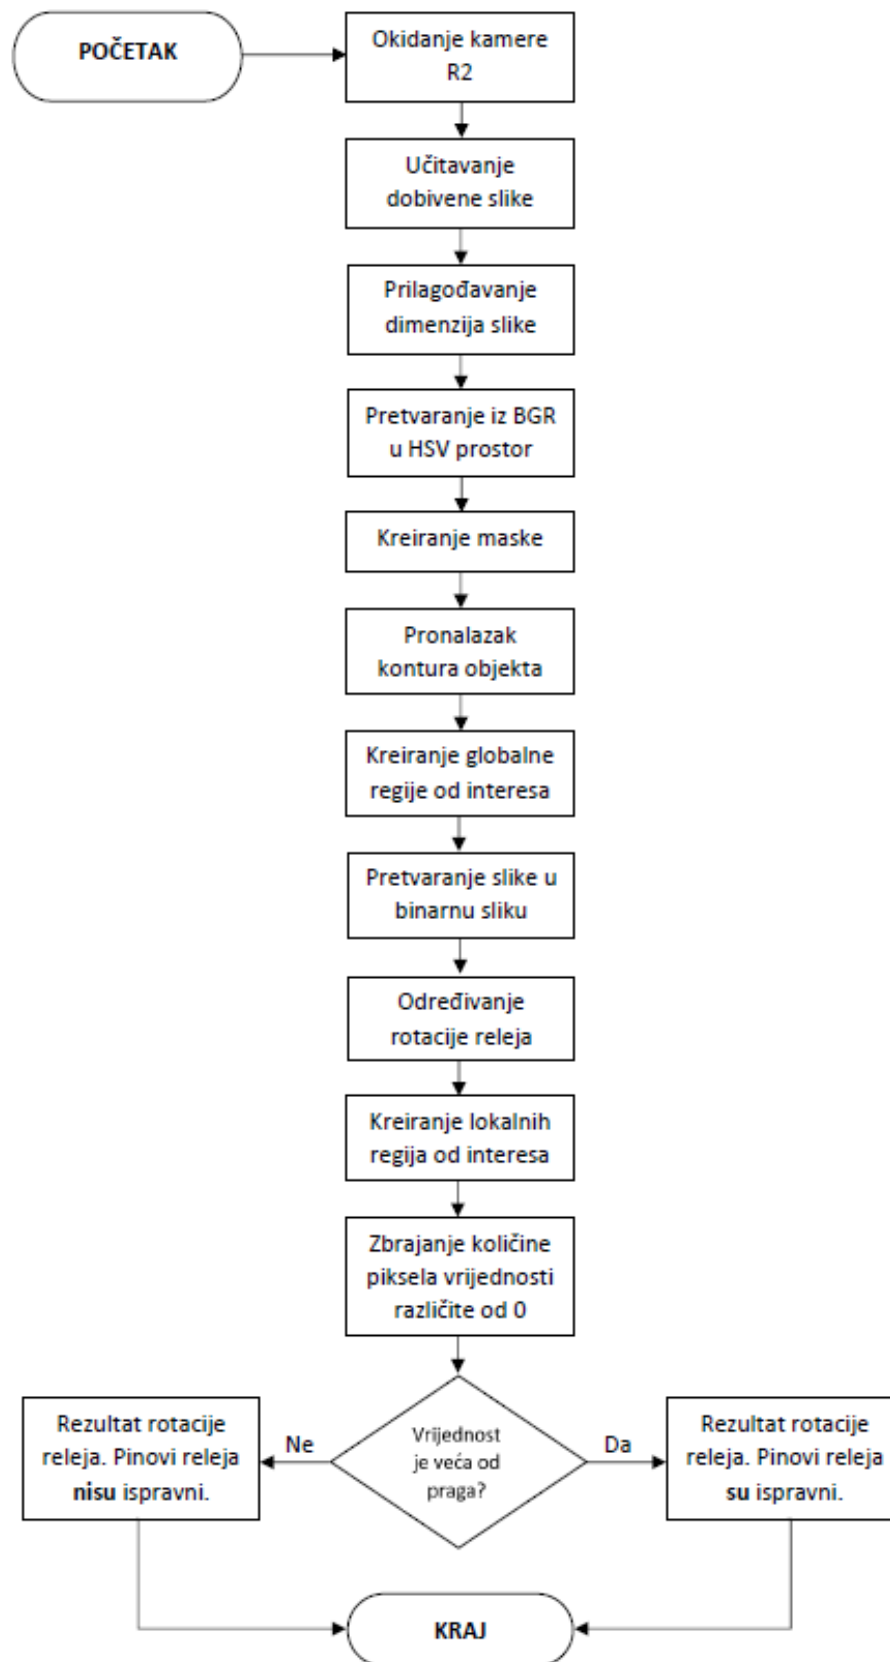 POČETAK
Okidanje kamere
R2
Učitavanje
dobivene slike
Prilagođavanje
dimenzija slike
Pretvaranje iz BGR
u HSV prostor
Kreiranje maske
Pronalazak
kontura objekta
Kreiranje globalne
regije od interesa
Pretvaranje slike u
binarnu sliku
Određivanje
rotacije releja
Kreiranje lokalnih
regija od interesa
Zbrajanje količine
piksela vrijednosti
različite od 0
Vrijednost
je veća od
praga?
Ne
Rezultat rotacije
releja. Pinovi releja
nisu ispravni.
Da
Rezultat rotacije
releja. Pinovi releja
su ispravni.
KRAJ